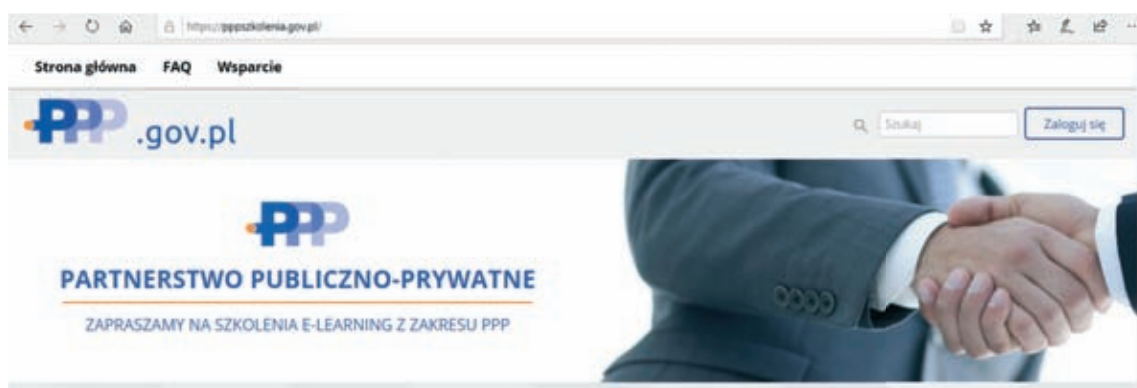 https://pppszkolenia.gov.pl/
Strona główna FAQ Wsparcie
PPP .gov.pl
Szukaj
Zaloguj się
PPP
PARTNERSTWO PUBLICZNO-PRYWATNE
ZAPRASZAMY NA SZKOLENIA E-LEARNING Z ZAKRESU PPP